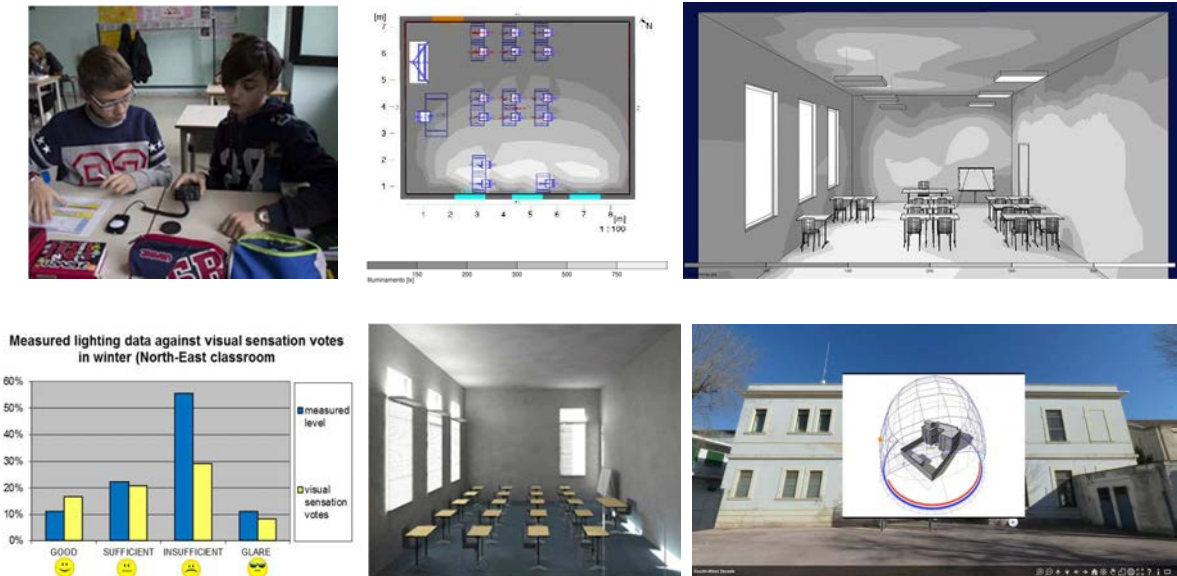 [m]
7
6
5
4
3
2
1
N
1 2 3 4 5 6 7 8 [m]
1 : 100
150 200 300 500 750
Illuminamento [lx]
Measured lighting data against visual sensation votes
in winter (North-East classroom
60%
50%
40%
30%
20%
10%
0%
GOOD SUFFICIENT INSUFFICIENT GLARE
measured
level
visual
sensation
votes